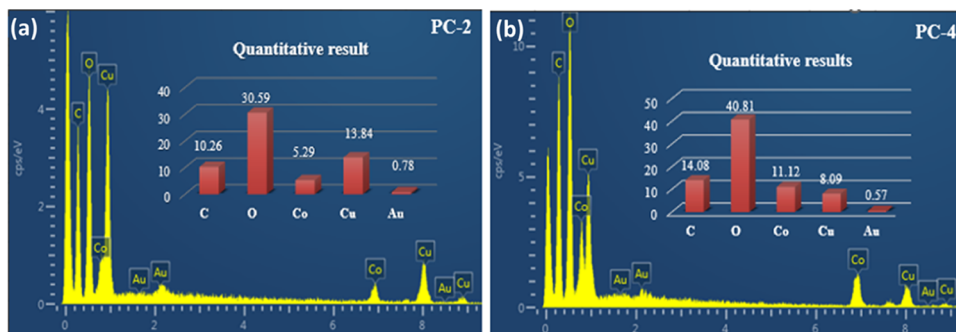 (a)
PC-2
Quantitative result
O
Cu
C
Co
Au
Au
Co
Cu
Au
Cu
cps/eV
4
2
0
0
2
4
6
8
40
30
20
10
0
10.26
30.59
5.29
13.84
0.78
C
O
Co
Cu
Au
(b)
PC-4
Quantitative results
O
C
Cu
Co
Au
Au
Co
Cu
Au
Cu
cps/eV
10
5
0
0
2
4
6
8
50
40
30
20
10
0
14.08
40.81
11.12
8.09
0.57
C
O
Co
Cu
Au